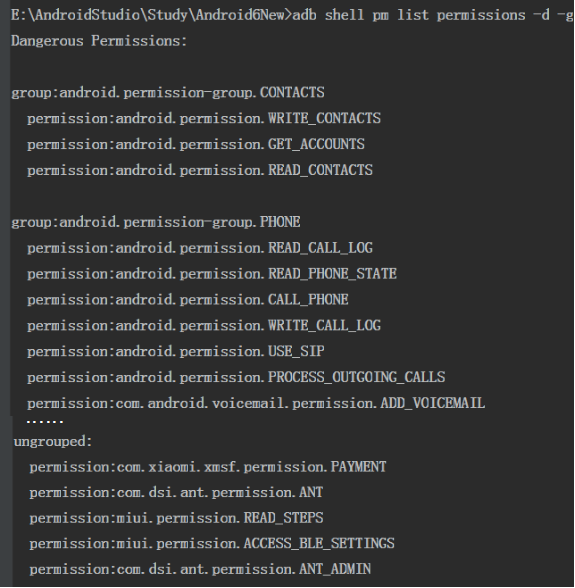 E:\AndroidStudio\Study\Android6New>adb shell pm list permissions -d -g
Dangerous Permissions:
group:android.permission-group.CONTACTS
permission:android.permission.WRITE_CONTACTS
permission:android.permission.GET_ACCOUNTS
permission:android.permission.READ_CONTACTS
group:android.permission-group.PHONE
permission:android.permission.READ_CALL_LOG
permission:android.permission.READ_PHONE_STATE
permission:android.permission.CALL_PHONE
permission:android.permission.WRITE_CALL_LOG
permission:android.permission.USE_SIP
permission:android.permission.PROCESS_OUTGOING_CALLS
permission:com.android.voicemail.permission.ADD_VOICEMAIL
......
ungrouped:
permission:com.xiaomi.xmsf.permission.PAYMENT
permission:com.dsi.ant.permission.ANT
permission:miui.permission.READ_STEPS
permission:miui.permission.ACCESS_BLE_SETTINGS
permission:com.dsi.ant.permission.ANT_ADMIN